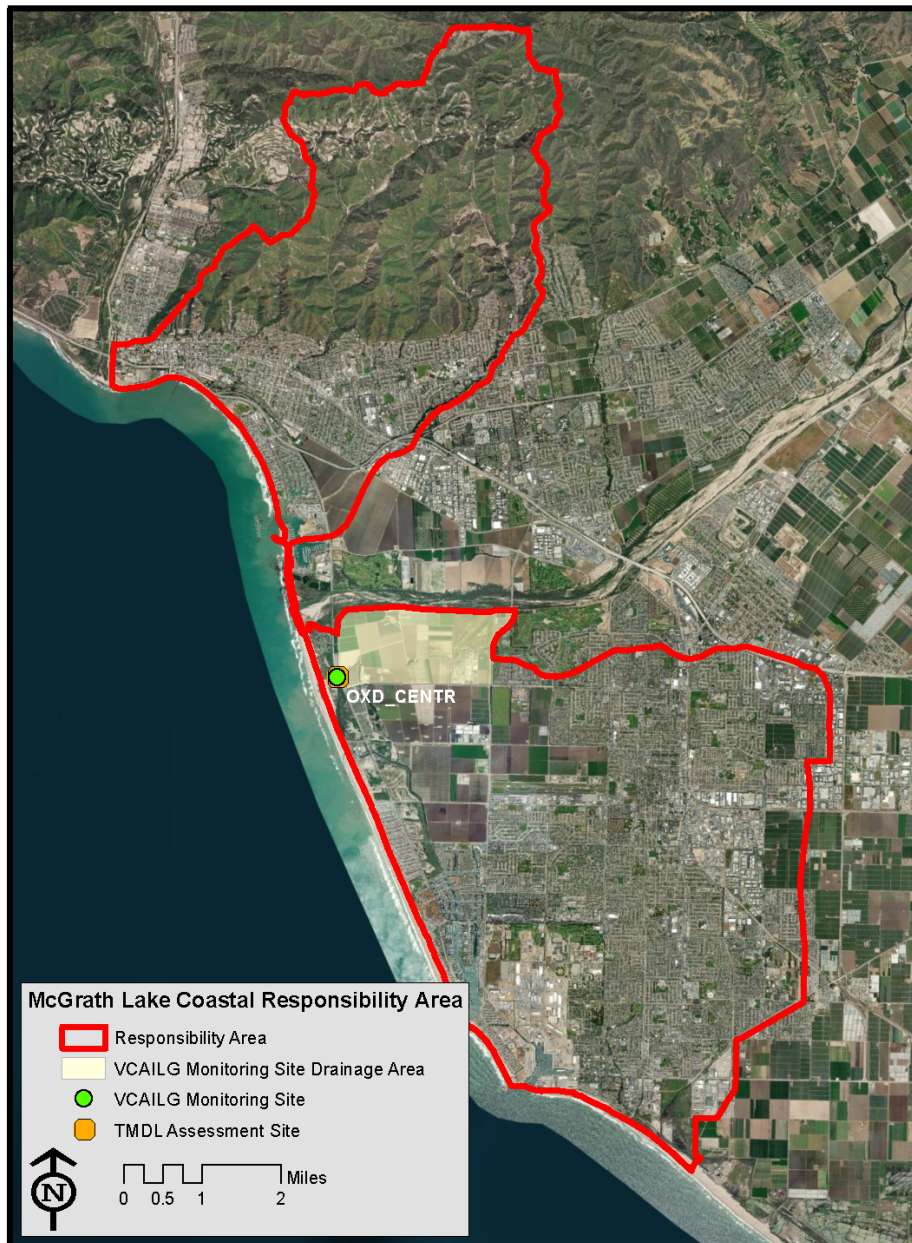 OXD_CENTR
McGrath Lake Coastal Responsibility Area
Responsibility Area
VCAILG Monitoring Site Drainage Area
VCAILG Monitoring Site
TMDL Assessment Site
N
Miles
0 0.5 1 2